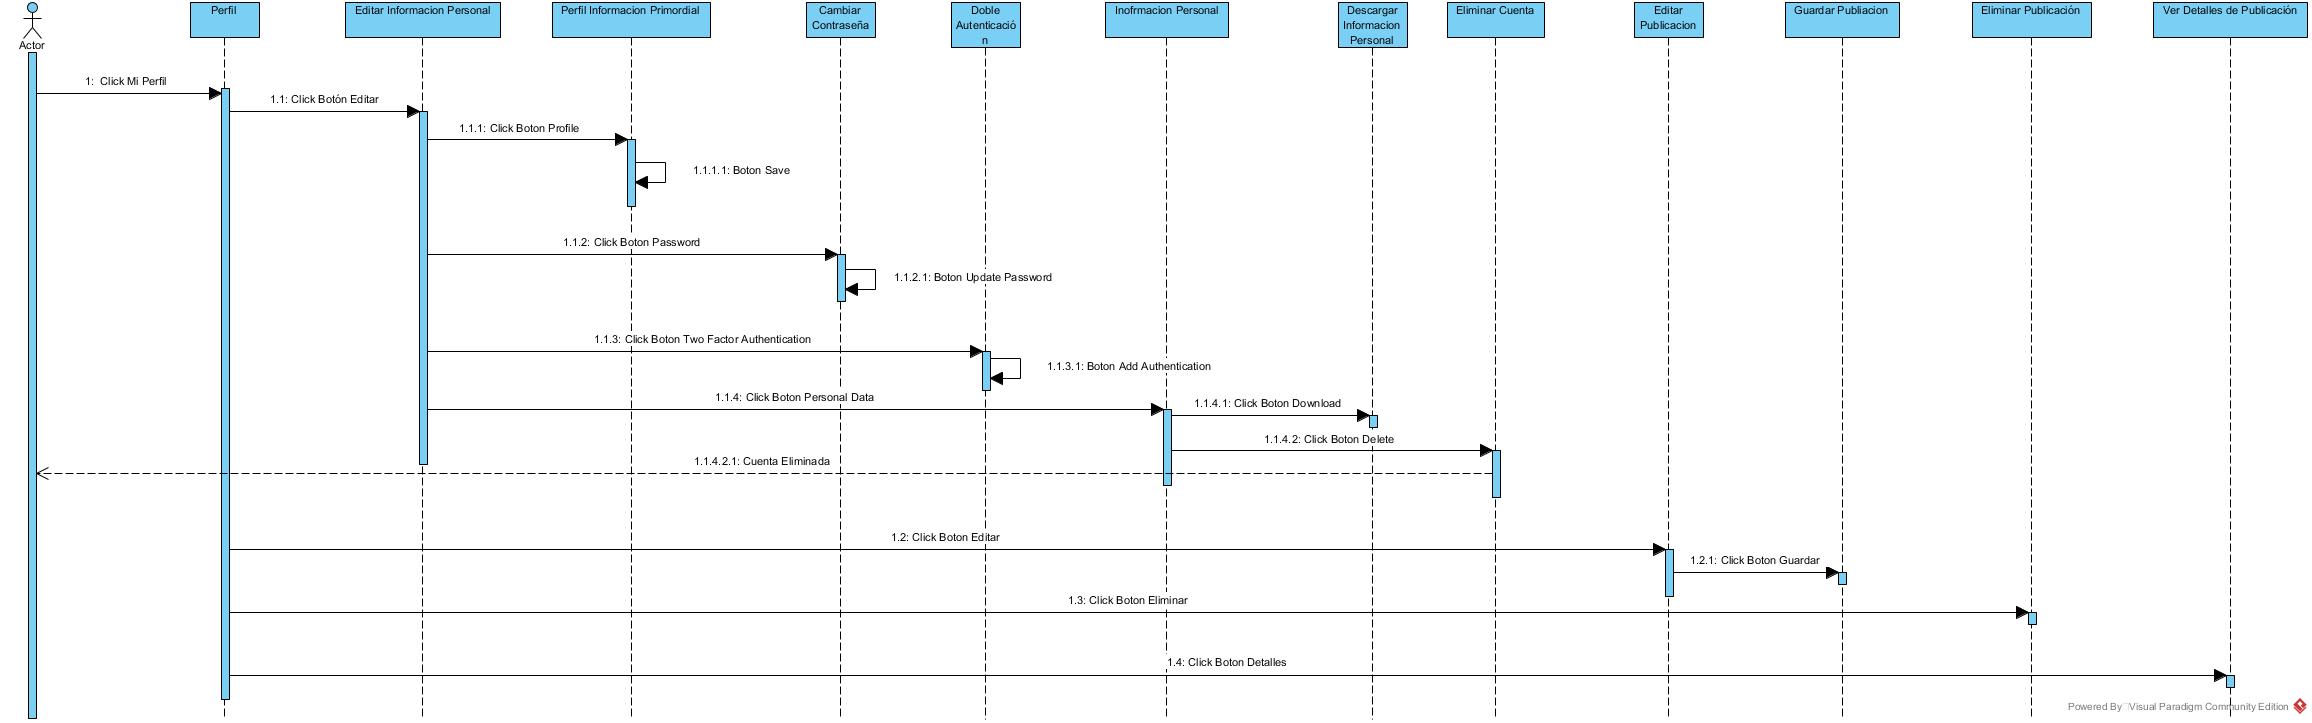 Actor
Perfil
Editar Informacion Personal
Perfil Informacion Primordial
Cambiar
Contraseña
Doble
Autenticació
n
Inofrmacion Personal
Descargar
Informacion
Personal
Eliminar Cuenta
Editar
Publicacion
Guardar Publiacion
Eliminar Publicación
Ver Detalles de Publicación
1: Click Mi Perfil
1.1: Click Botón Editar
1.1.1: Click Boton Profile
1.1.1.1: Boton Save
1.1.2: Click Boton Password
1.1.2.1: Boton Update Password
1.1.3: Click Boton Two Factor Authentication
1.1.3.1: Boton Add Authentication
1.1.4: Click Boton Personal Data
1.1.4.1: Click Boton Download
1.1.4.2: Click Boton Delete
1.1.4.2.1: Cuenta Eliminada
1.2: Click Boton Editar
1.2.1: Click Boton Guardar
1.3: Click Boton Eliminar
1.4: Click Boton Detalles
Powered By Visual Paradigm Community Edition